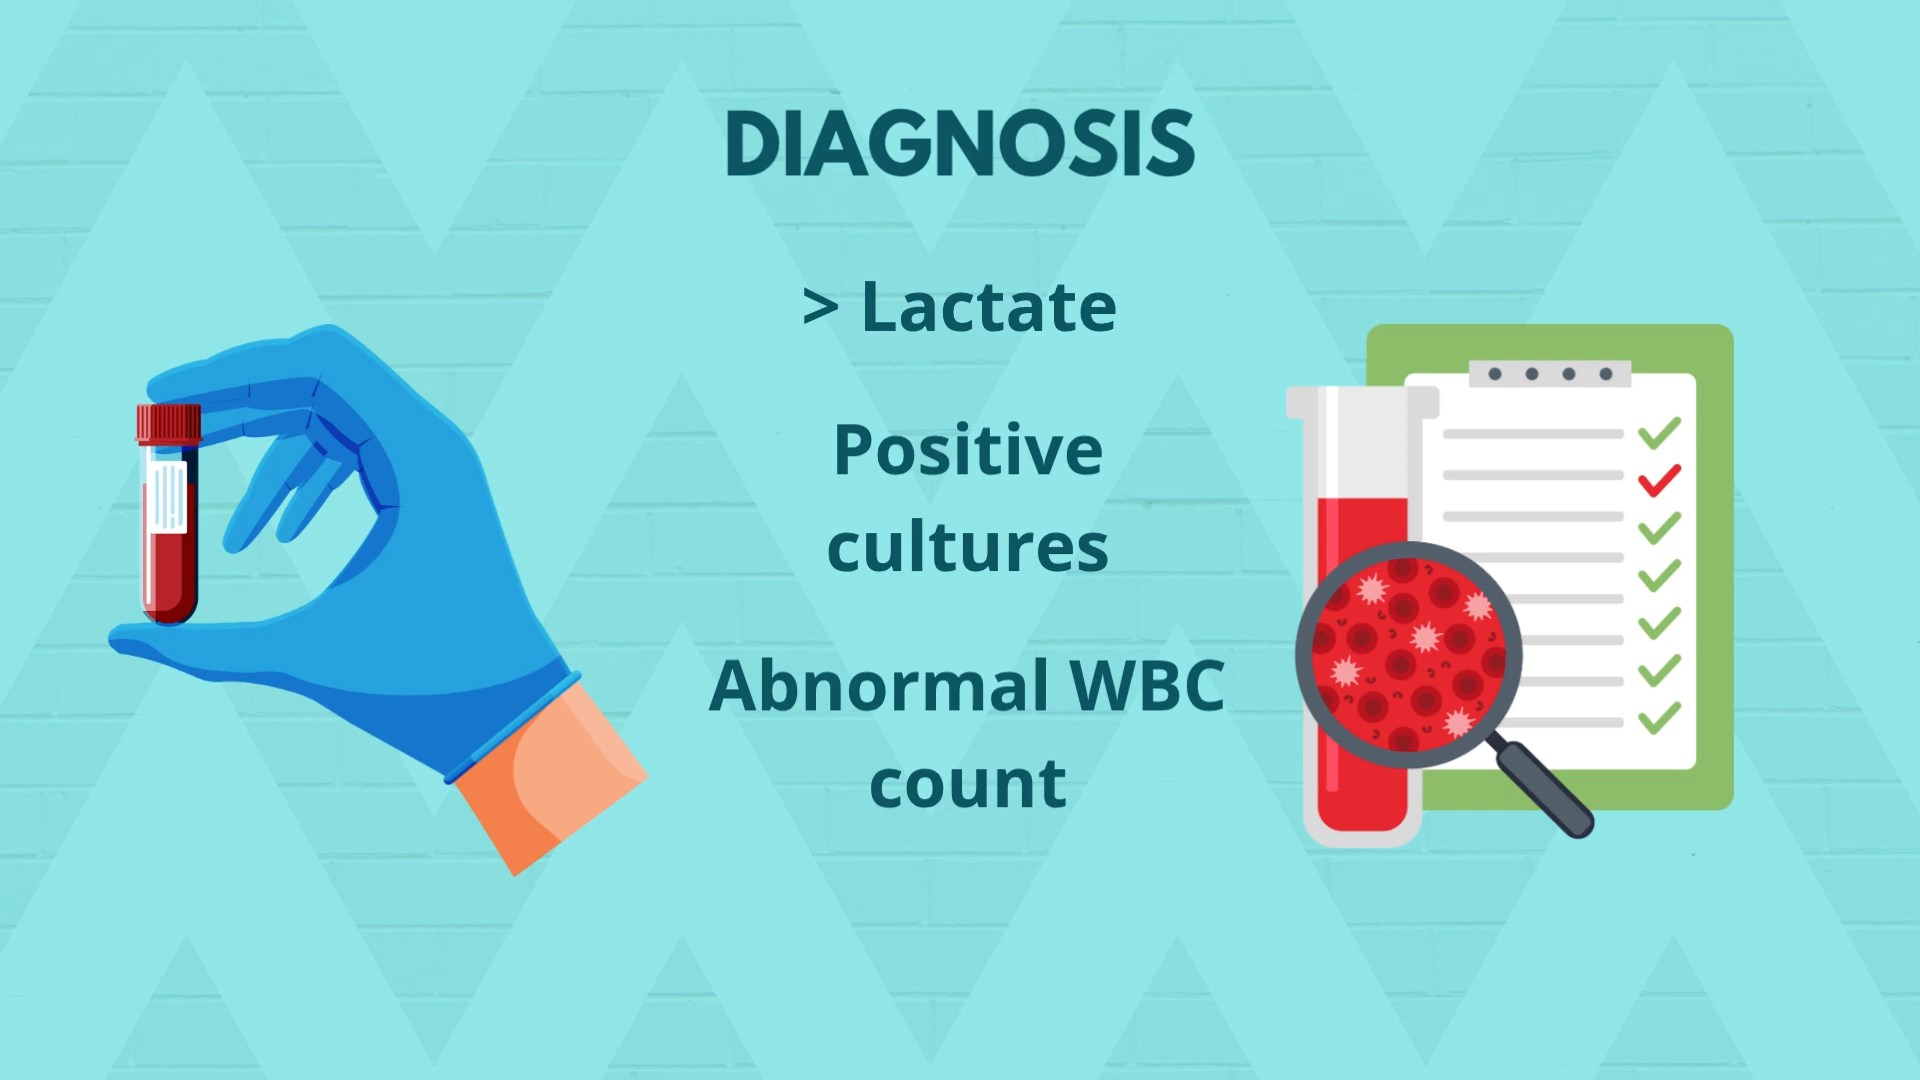 DIAGNOSIS
> Lactate
Positive
cultures
Abnormal WBC
count